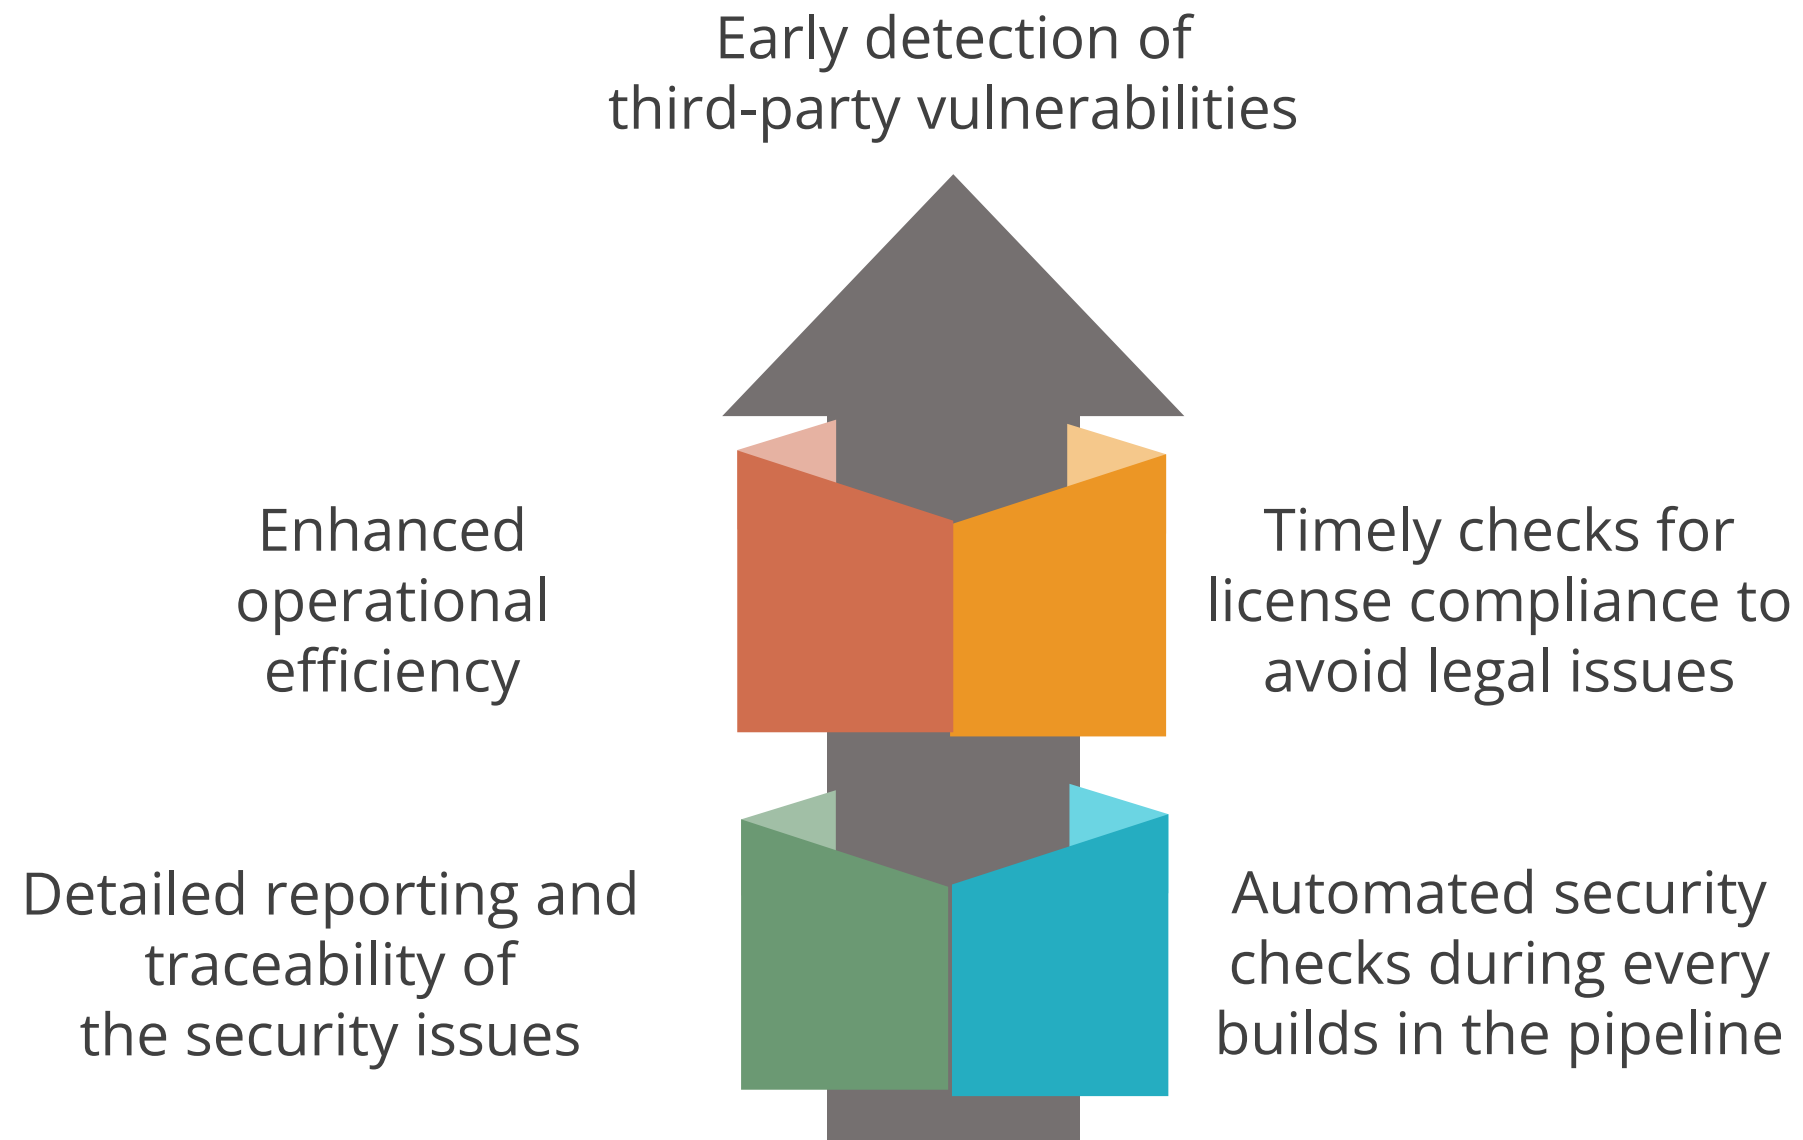 Early detection of
third-party vulnerabilities
Enhanced
operational
efficiency
Timely checks for
license compliance to
avoid legal issues
Detailed reporting and
traceability of
the security issues
Automated security
checks during every
builds in the pipeline